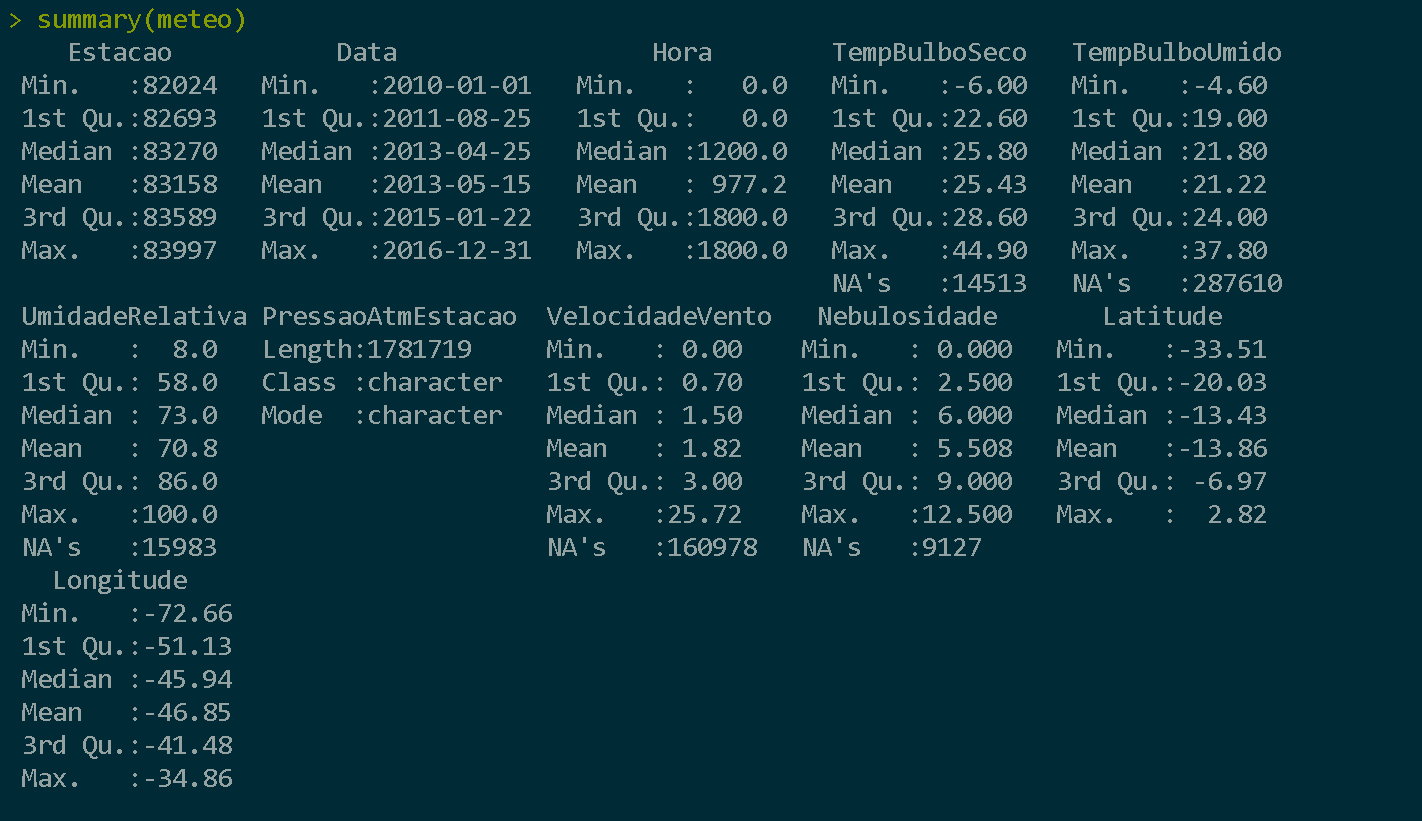 > summary(meteo)
    Estacao           Data                 Hora        TempBulboSeco   TempBulboUmido
 Min.   :82024   Min.   :2010-01-01   Min.   :   0.0   Min.   :-6.00   Min.   :-4.60
 1st Qu.:82693   1st Qu.:2011-08-25   1st Qu.:   0.0   1st Qu.:22.60   1st Qu.:19.00
 Median :83270   Median :2013-04-25   Median :1200.0   Median :25.80   Median :21.80
 Mean   :83158   Mean   :2013-05-15   Mean   : 977.2   Mean   :25.43   Mean   :21.22
 3rd Qu.:83589   3rd Qu.:2015-01-22   3rd Qu.:1800.0   3rd Qu.:28.60   3rd Qu.:24.00
 Max.   :83997   Max.   :2016-12-31   Max.   :1800.0   Max.   :44.90   Max.   :37.80
                                                       NA's   :14513   NA's   :287610
 UmidadeRelativa PressaoAtmEstacao  VelocidadeVento   Nebulosidade       Latitude
 Min.   :  8.0   Length:1781719     Min.   : 0.00    Min.   : 0.000   Min.   :-33.51
 1st Qu.: 58.0   Class :character   1st Qu.: 0.70    1st Qu.: 2.500   1st Qu.:-20.03
 Median : 73.0   Mode  :character   Median : 1.50    Median : 6.000   Median :-13.43
 Mean   : 70.8                      Mean   : 1.82    Mean   : 5.508   Mean   :-13.86
 3rd Qu.: 86.0                      3rd Qu.: 3.00    3rd Qu.: 9.000   3rd Qu.: -6.97
 Max.   :100.0                      Max.   :25.72    Max.   :12.500   Max.   :  2.82
 NA's   :15983                      NA's   :160978   NA's   :9127
   Longitude
 Min.   :-72.66
 1st Qu.:-51.13
 Median :-45.94
 Mean   :-46.85
 3rd Qu.:-41.48
 Max.   :-34.86